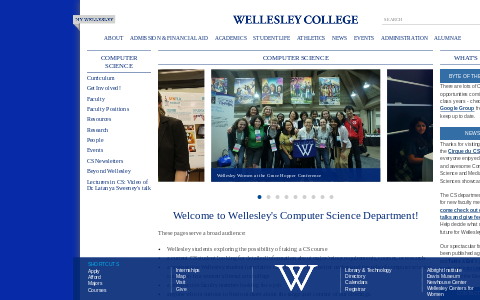 MY WELLESLEY
WELLESLEY COLLEGE
SEARCH
ABOUT ADMISSION & FINANCIAL AID ACADEMICS STUDENT LIFE ATHLETICS NEWS EVENTS ADMINISTRATION ALUMNAE
COMPUTER SCIENCE
Curriculum
Get Involved!
Faculty
Faculty Positions
Resources
Research
People
Events
CS Newsletters
Beyond Wellesley
Lecturers in CS: Video of Dr. Latanya Sweeney's talk
COMPUTER SCIENCE
W
Wellesley Women at the Grace Hopper Conference
Welcome to Wellesley's Computer Science Department!
These pages serve a broad audience:
• Wellesley students exploring the possibility of taking a CS course
WHAT'S
BYTE OF THE
There are lots of C
opportunities comi
class years - chec
Google Group fre
keep up to date.
NEWS
Thanks for visiting
the Cirque du CS
everyone enjoyed
and awesome Com
Science and Media
Sciences showcas
The CS departmen
for new faculty me
come check out o
talks and give fee
Help decide what
future for Wellesley
Our spectacular f
been published ag
SHORTCUTS
Apply
Afford
Majors
Courses
Internships
Map
Visit
Give
W
Library & Technology
Directory
Calendars
Registrar
Albright Institute
Davis Museum
Newhouse Center
Wellesley Centers for
Women